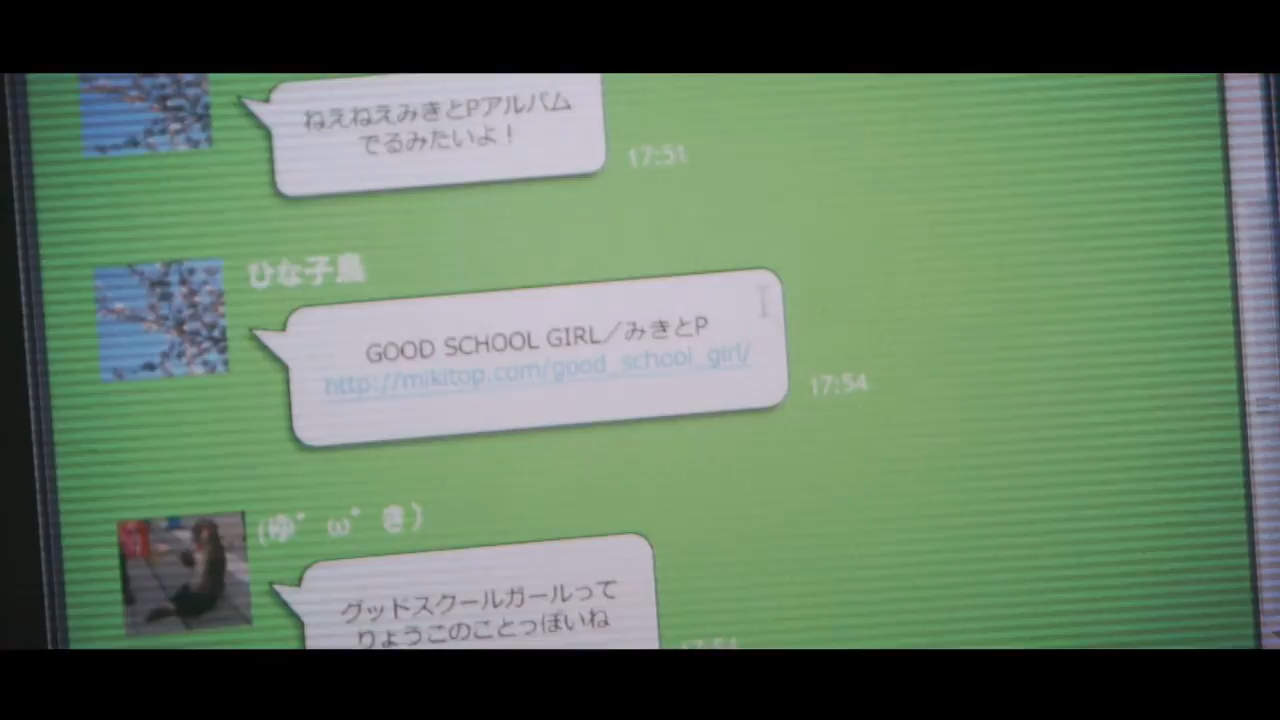 ねえねえみきとPアルバム
でるみたいよ!
17:51
ひな子鳥
GOOD SCHOOL GIRL／みきとP
http://mikitop.com/good_school_girl/
17:54
(ゆ゜ω゜き)
グッドスクールガールって
りょうこのことっぽいね